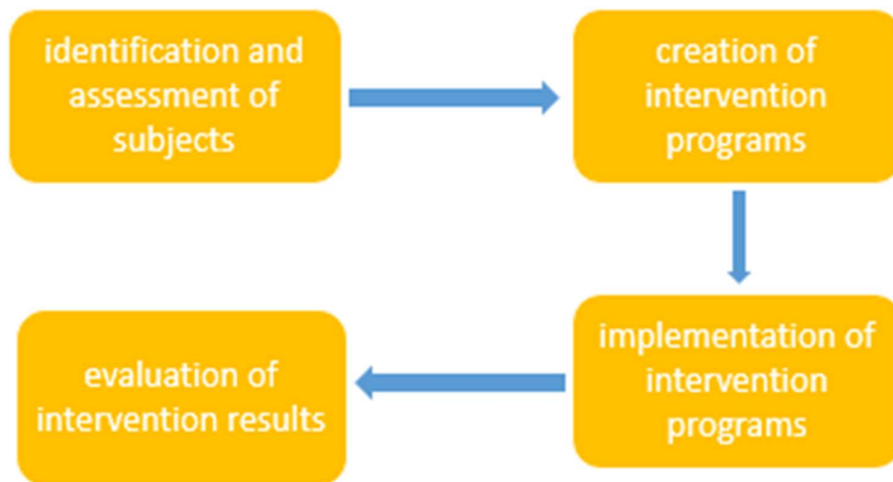 identification and
assessment of
subjects
creation of
intervention
programs
implementation of
intervention
programs
evaluation of
intervention results